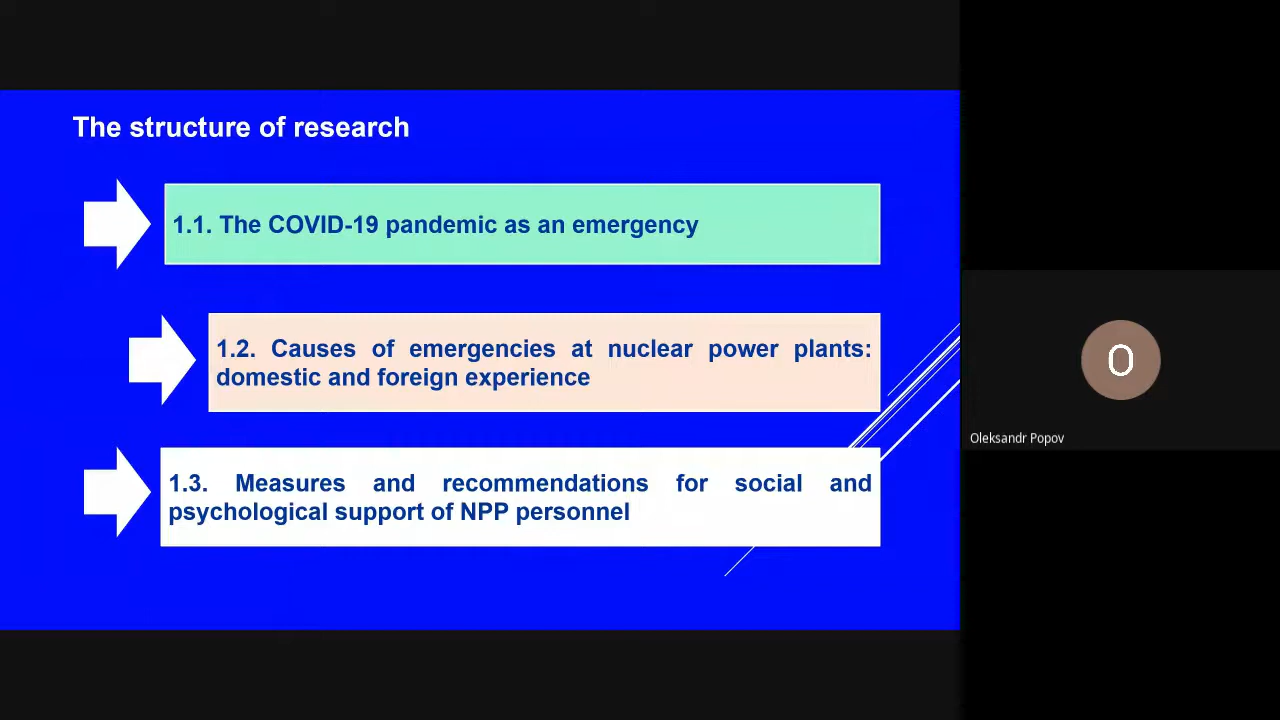 The structure of research
1.1. The COVID-19 pandemic as an emergency
1.2. Causes of emergencies at nuclear power plants:
domestic and foreign experience
1.3. Measures and recommendations for social and
psychological support of NPP personnel
O
Oleksandr Popov